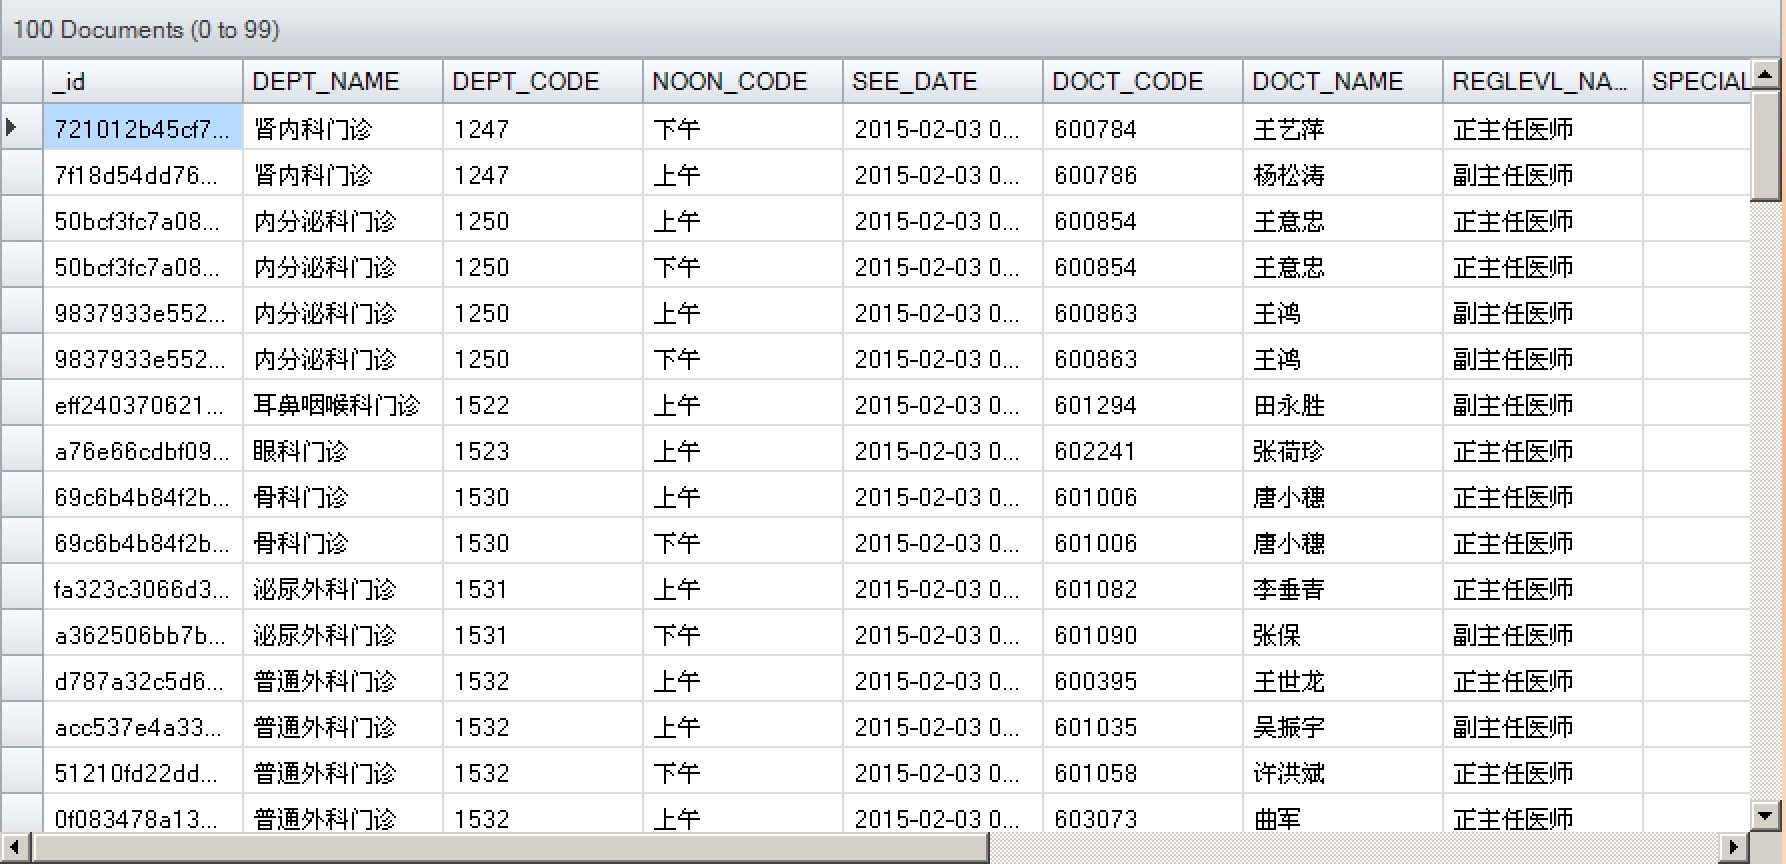 100 Documents (0 to 99)
_id DEPT_NAME DEPT_CODE NOON_CODE SEE_DATE DOCT_CODE DOCT_NAME REGLEVL_NA... SPECIAL
721012b45cf7... 肾内科门诊 1247 下午 2015-02-03 0... 600784 王艺萍 正主任医师
7f18d54dd76... 肾内科门诊 1247 上午 2015-02-03 0... 600786 杨松涛 副主任医师
50bcf3fc7a08... 内分泌科门诊 1250 上午 2015-02-03 0... 600854 王意忠 正主任医师
50bcf3fc7a08... 内分泌科门诊 1250 下午 2015-02-03 0... 600854 王意忠 正主任医师
9837933e552... 内分泌科门诊 1250 上午 2015-02-03 0... 600863 王鸿 副主任医师
9837933e552... 内分泌科门诊 1250 下午 2015-02-03 0... 600863 王鸿 副主任医师
eff240370621... 耳鼻咽喉科门诊 1522 上午 2015-02-03 0... 601294 田永胜 副主任医师
a76e66cdbf09... 眼科门诊 1523 上午 2015-02-03 0... 602241 张荷珍 正主任医师
69c6b4b84f2b... 骨科门诊 1530 上午 2015-02-03 0... 601006 唐小穗 正主任医师
69c6b4b84f2b... 骨科门诊 1530 下午 2015-02-03 0... 601006 唐小穗 正主任医师
fa323c3066d3... 泌尿外科门诊 1531 上午 2015-02-03 0... 601082 李垂青 正主任医师
a362506bb7b... 泌尿外科门诊 1531 下午 2015-02-03 0... 601090 张保 副主任医师
d787a32c5d6... 普通外科门诊 1532 上午 2015-02-03 0... 600395 王世龙 正主任医师
acc537e4a33... 普通外科门诊 1532 上午 2015-02-03 0... 601035 吴振宇 副主任医师
51210fd22dd... 普通外科门诊 1532 下午 2015-02-03 0... 601058 许洪斌 正主任医师
0f083478a13... 普通外科门诊 1532 上午 2015-02-03 0... 603073 曲军 正主任医师